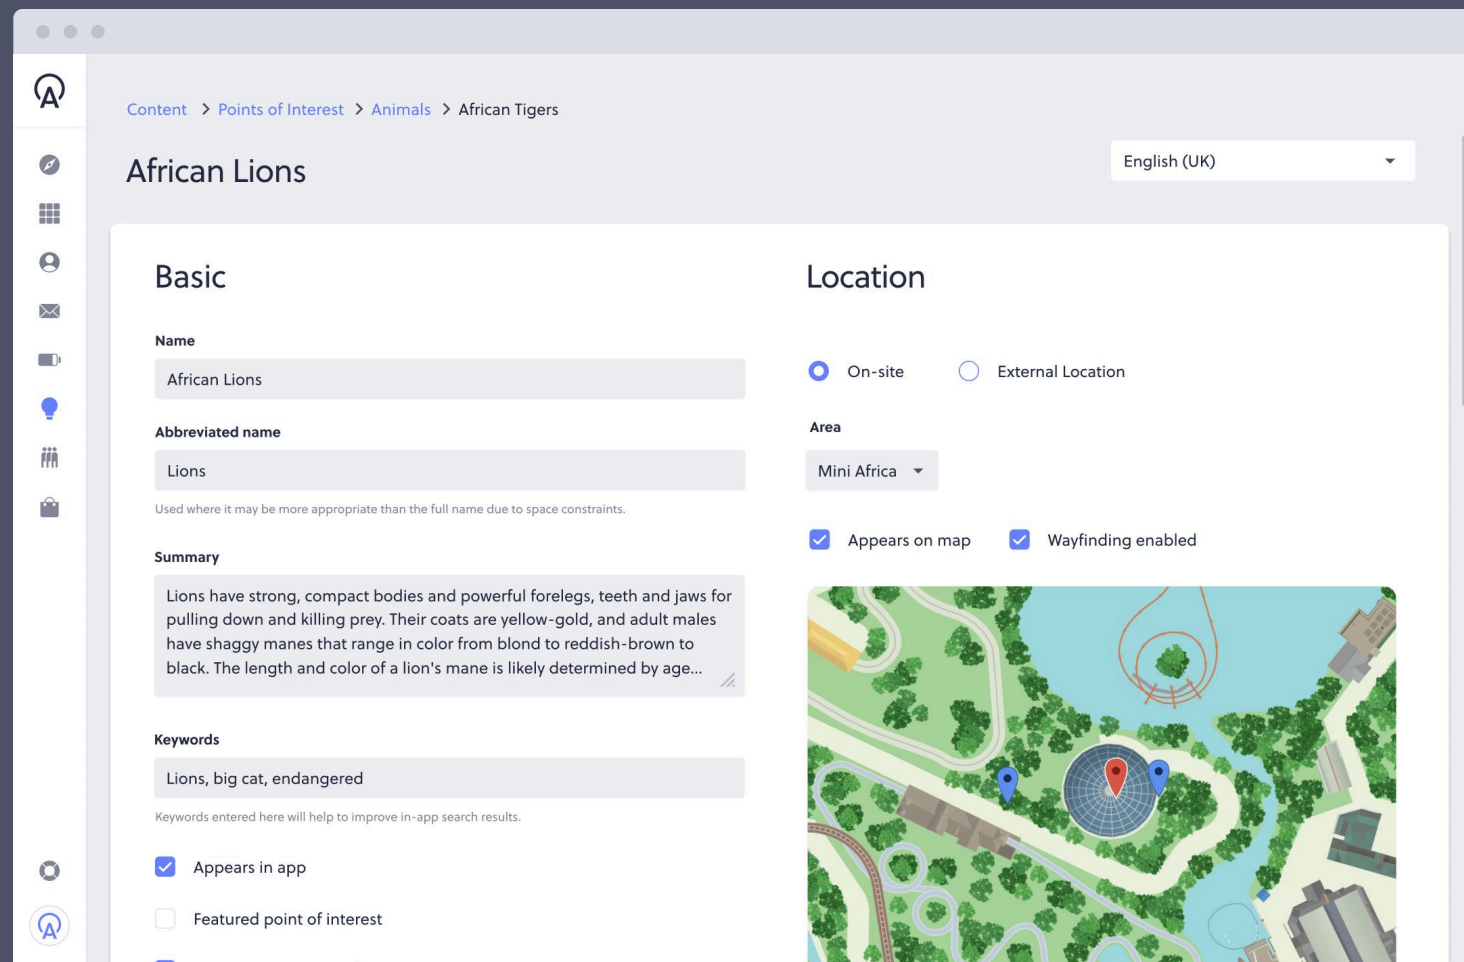 Content > Points of Interest > Animals > African Tigers
African Lions
English (UK)
Basic
Name
African Lions
Abbreviated name
Lions
Used where it may be more appropriate than the full name due to space constraints.
Summary
Lions have strong, compact bodies and powerful forelegs, teeth and jaws for
pulling down and killing prey. Their coats are yellow-gold, and adult males
have shaggy manes that range in color from blond to reddish-brown to
black. The length and color of a lion's mane is likely determined by age...
Keywords
Lions, big cat, endangered
Keywords entered here will help to improve in-app search results.
Appears in app
Featured point of interest
Location
On-site
External Location
Area
Mini Africa
Appears on map
Wayfinding enabled